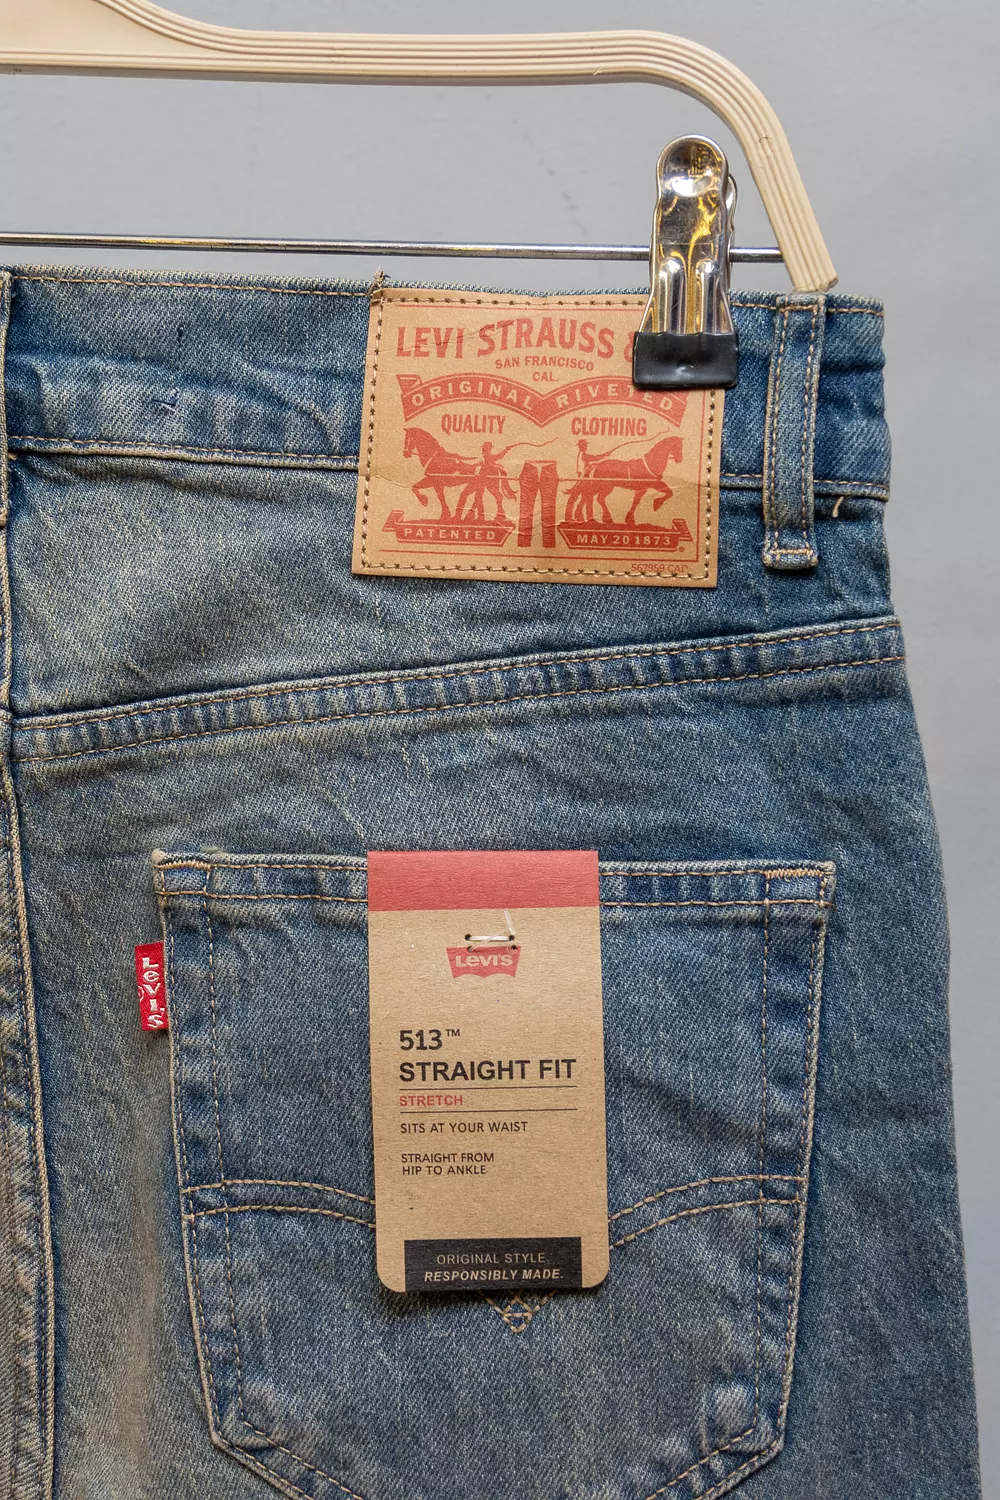 LEVI STRAUSS &
SAN FRANCISCO
CAL.
ORIGINAL RIVETED
QUALITY CLOTHING
PATENTED MAY 20 1873
LEVI'S
LEVI'S
513™
STRAIGHT FIT
STRETCH
SITS AT YOUR WAIST
STRAIGHT FROM
HIP TO ANKLE
ORIGINAL STYLE.
RESPONSIBLY MADE.